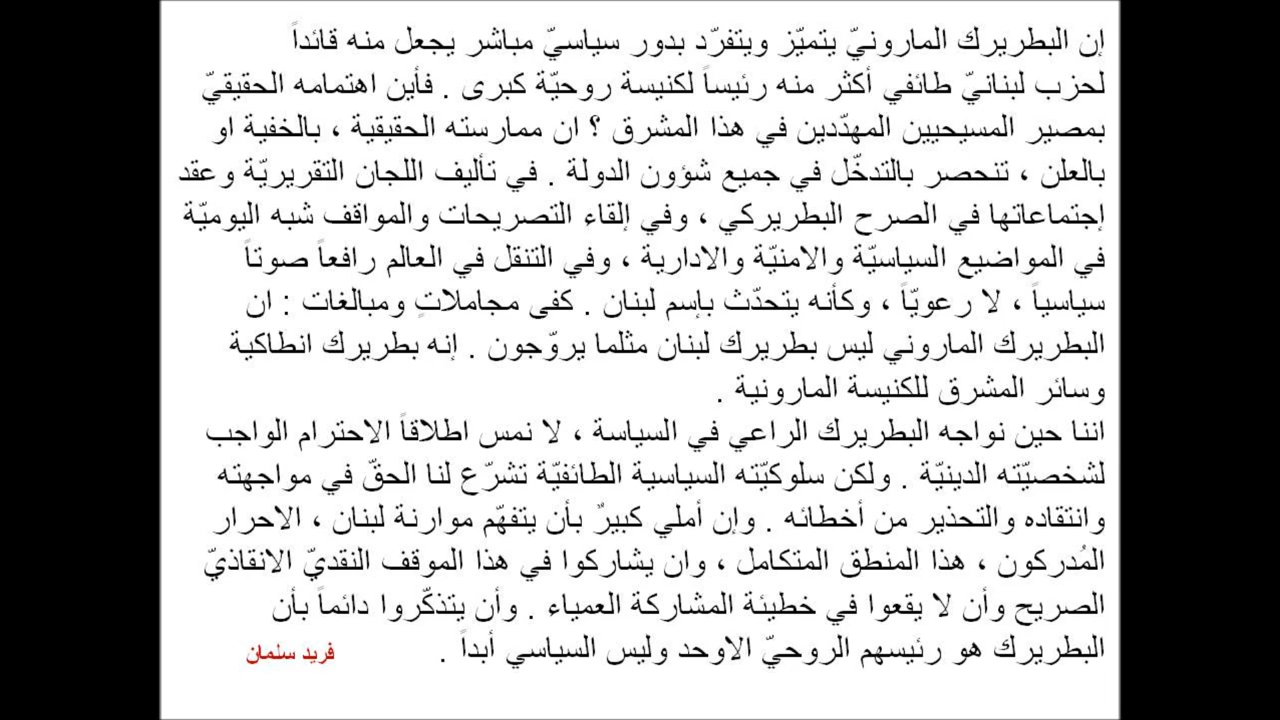 إن البطريرك المارونيّ يتميّز ويتفرّد بدور سياسيّ مباشر يجعل منه قائداً
لحزب لبنانيّ طائفي أكثر منه رئيساً لكنيسة روحيّة كبرى . فأين اهتمامه الحقيقيّ
بمصير المسيحيين المهدّدين في هذا المشرق ؟ ان ممارسته الحقيقية ، بالخفية او
بالعلن ، تنحصر بالتدخّل في جميع شؤون الدولة . في تأليف اللجان التقريريّة وعقد
إجتماعاتها في الصرح البطريركي ، وفي إلقاء التصريحات والمواقف شبه اليوميّة
في المواضيع السياسيّة والامنيّة والادارية ، وفي التنقل في العالم رافعاً صوتاً
سياسياً ، لا رعويّاً ، وكأنه يتحدّث بإسم لبنان . كفى مجاملاتٍ ومبالغات : ان
البطريرك الماروني ليس بطريرك لبنان مثلما يروّجون . إنه بطريرك انطاكية
وسائر المشرق للكنيسة المارونية .
اننا حين نواجه البطريرك الراعي في السياسة ، لا نمس اطلاقاً الاحترام الواجب
لشخصيّته الدينيّة . ولكن سلوكيّته السياسية الطائفيّة تشرّع لنا الحقّ في مواجهته
وانتقاده والتحذير من أخطائه . وإن أملي كبيرٌ بأن يتفهّم موارنة لبنان ، الاحرار
المُدركون ، هذا المنطق المتكامل ، وان يشاركوا في هذا الموقف النقديّ الانقاذيّ
الصريح وأن لا يقعوا في خطيئة المشاركة العمياء . وأن يتذكّروا دائماً بأن
البطريرك هو رئيسهم الروحيّ الاوحد وليس السياسي أبداً . فريد سلمان